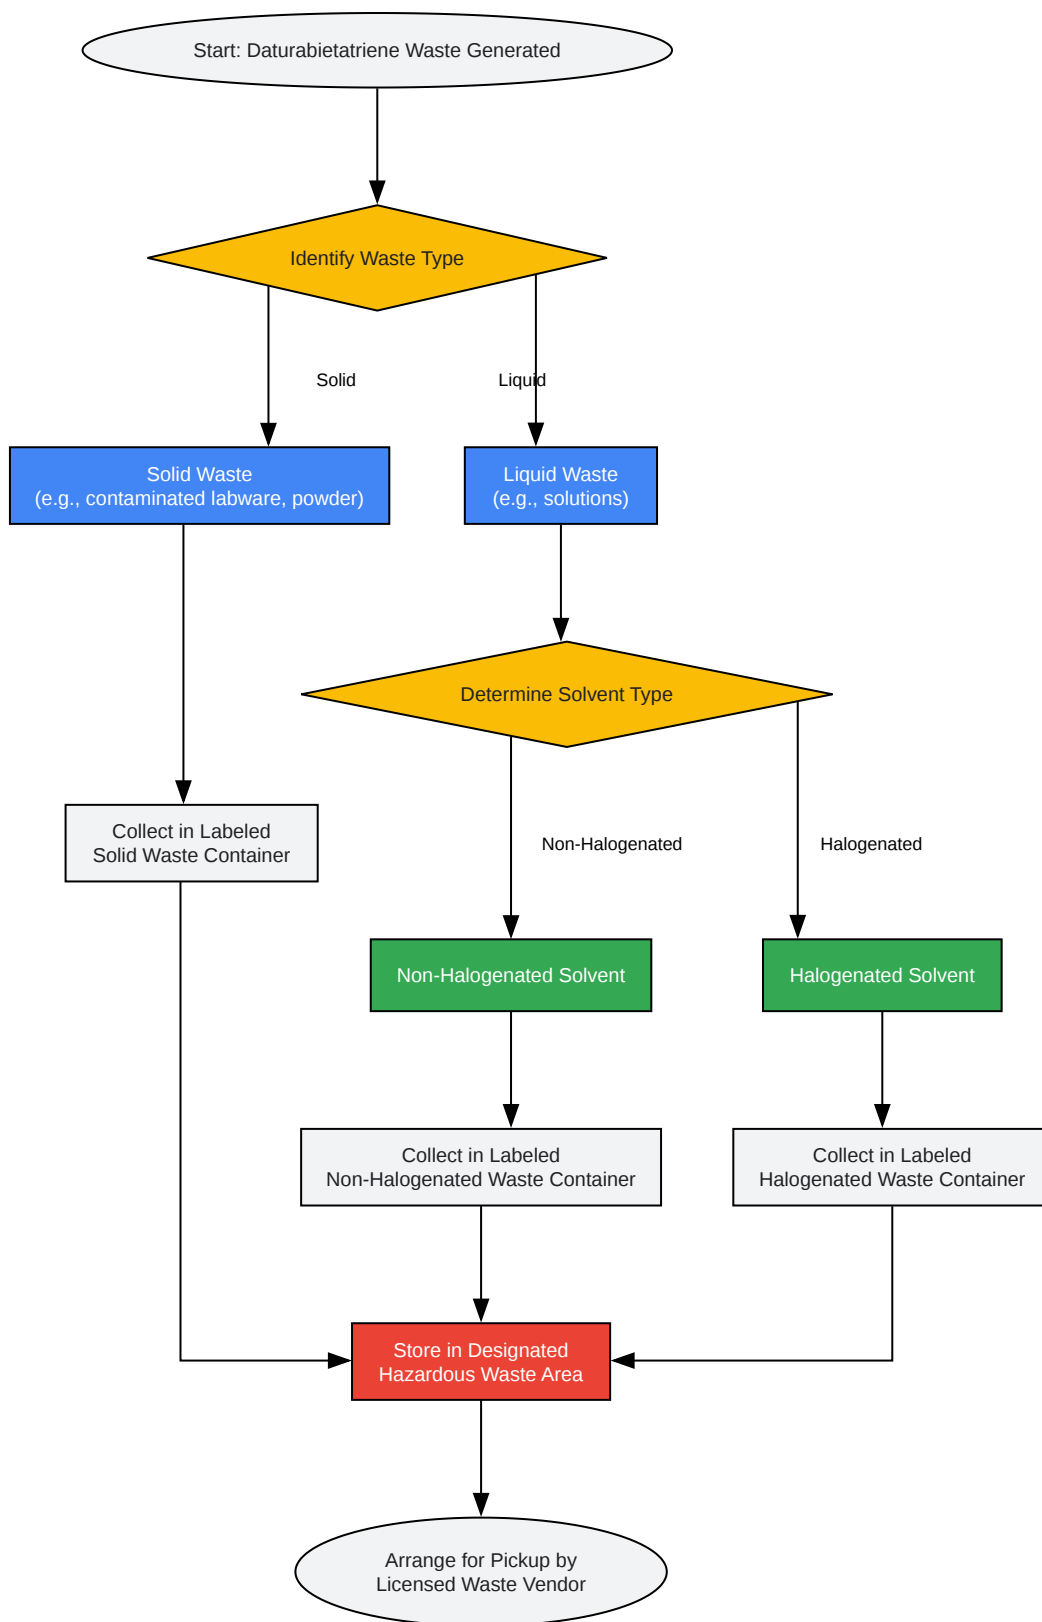 Start: Daturabietatriene Waste Generated
Identify Waste Type
Solid
Liquid
Solid Waste
(e.g., contaminated labware, powder)
Liquid Waste
(e.g., solutions)
Determine Solvent Type
Collect in Labeled
Solid Waste Container
Non-Halogenated
Halogenated
Non-Halogenated Solvent
Halogenated Solvent
Collect in Labeled
Non-Halogenated Waste Container
Collect in Labeled
Halogenated Waste Container
Store in Designated
Hazardous Waste Area
Arrange for Pickup by
Licensed Waste Vendor